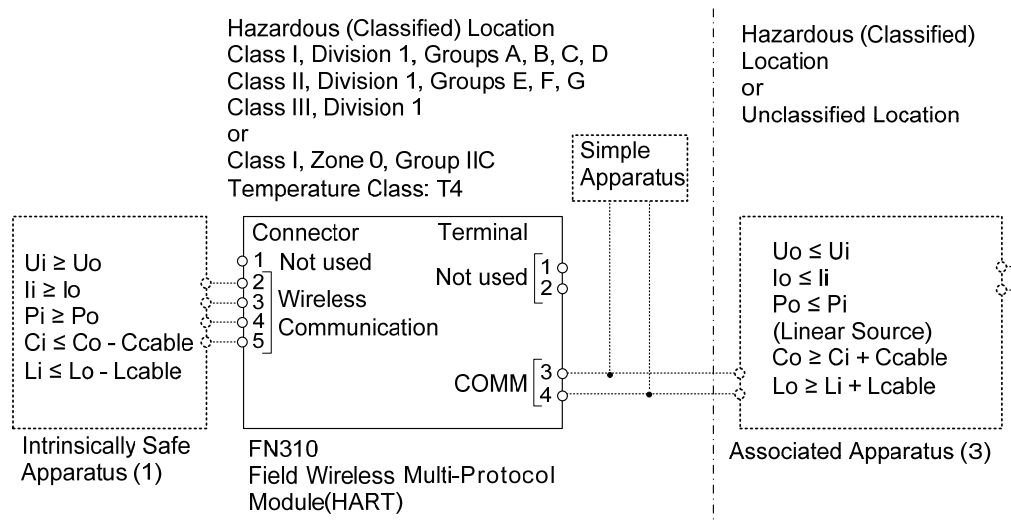 Hazardous (Classified) Location
Class I, Division 1, Groups A, B, C, D
Class II, Division 1, Groups E, F, G
Class III, Division 1
or
Class I, Zone 0, Group IIC
Temperature Class: T4
Hazardous (Classified)
Location
or
Unclassified Location
Simple
Apparatus
Ui ≥ Uo
Ii ≥ Io
Pi ≥ Po
Ci ≤ Co - Ccable
Li ≤ Lo - Lcable
Intrinsically Safe
Apparatus (1)
Connector
1 Not used
2
3 Wireless
4 Communication
5
Terminal
Not used
1
2
COMM
3
4
FN310
Field Wireless Multi-Protocol
Module(HART)
Uo ≤ Ui
Io ≤ Ii
Po ≤ Pi
(Linear Source)
Co ≥ Ci + Ccable
Lo ≥ Li + Lcable
Associated Apparatus (3)